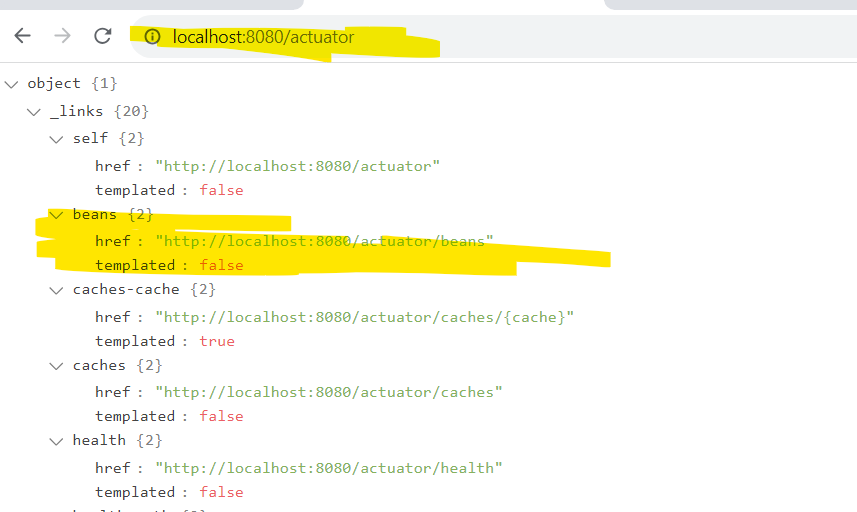 localhost:8080/actuator
object {1}
_links {20}
self {2}
href : "http://localhost:8080/actuator"
templated : false
beans {2}
href : "http://localhost:8080/actuator/beans"
templated : false
caches-cache {2}
href : "http://localhost:8080/actuator/caches/{cache}"
templated : true
caches {2}
href : "http://localhost:8080/actuator/caches"
templated : false
health {2}
href : "http://localhost:8080/actuator/health"
templated : false